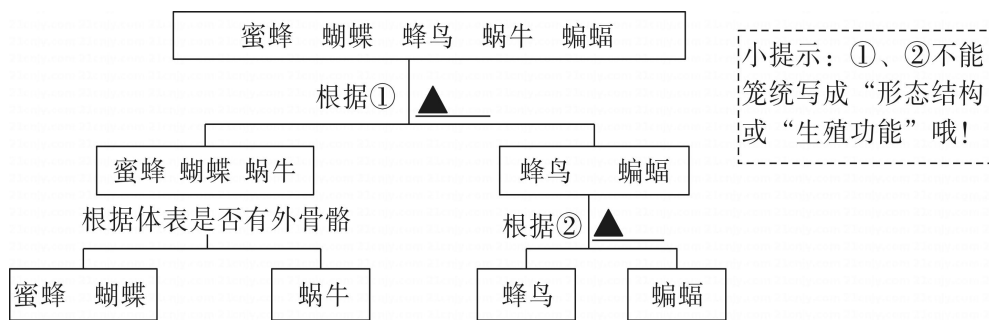 蜜蜂 蝴蝶 蜂鸟 蜗牛 蝙蝠
小提示：①、②不能
笼统写成“形态结构
或“生殖功能”哦！
根据①▲
蜜蜂 蝴蝶 蜗牛
蜂鸟 蝙蝠
根据体表是否有外骨骼
根据②▲
蜜蜂 蝴蝶
蜗牛
蜂鸟
蝙蝠